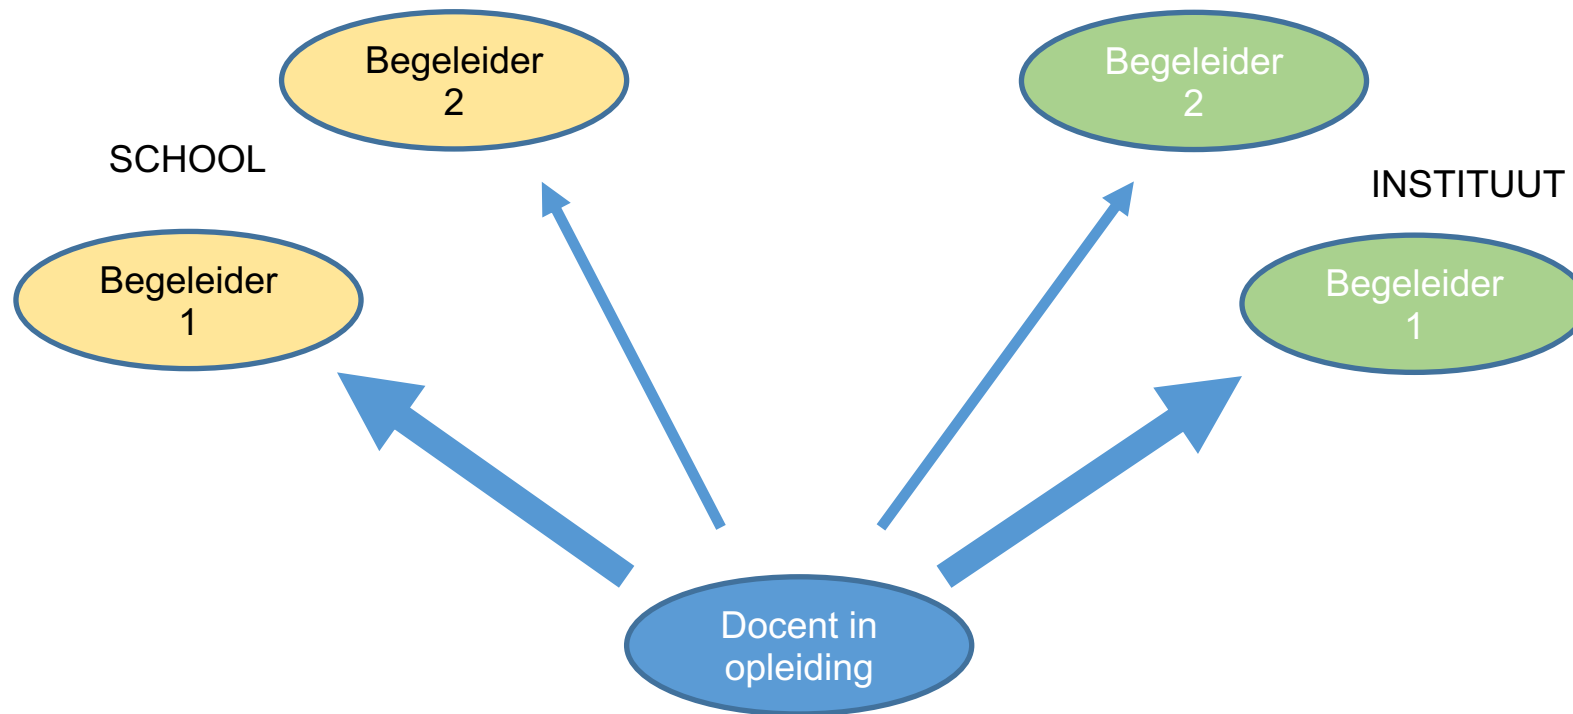 Begeleider
2
SCHOOL
Begeleider
1
Begeleider
2
INSTITUUT
Begeleider
1
Docent in
opleiding